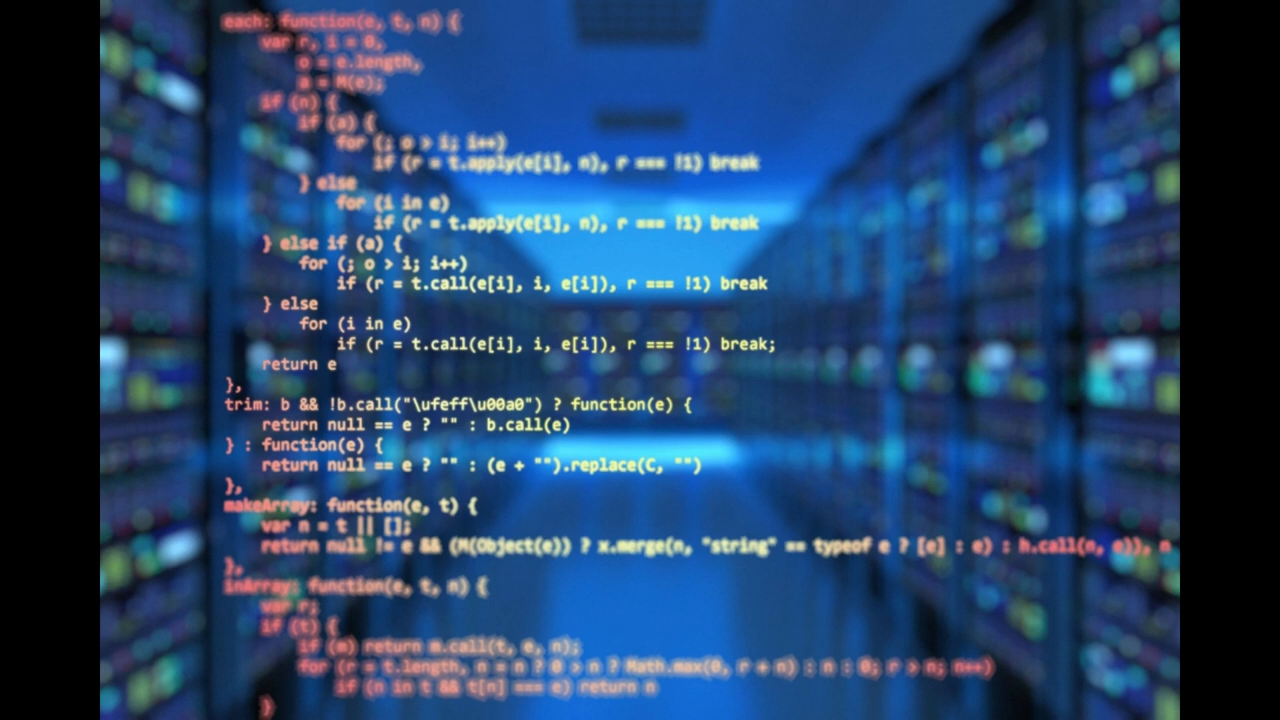 each: function(e, t, n) {
var r, i = 0,
o = e.length,
a = M(e);
if (n) {
if (a) {
for (; o > i; i++)
if (r = t.apply(e[i], n), r === !1) break
} else
for (i in e)
if (r = t.apply(e[i], n), r === !1) break
} else if (a) {
for (; o > i; i++)
if (r = t.call(e[i], i, e[i]), r === !1) break
} else
for (i in e)
if (r = t.call(e[i], i, e[i]), r === !1) break;
return e
},
trim: b && !b.call("\ufeff\u00a0") ? function(e) {
return null == e ? "" : b.call(e)
} : function(e) {
return null == e ? "" : (e + "").replace(C, "")
},
makeArray: function(e, t) {
var n = t || [];
return null != e && (M(Object(e)) ? x.merge(n, "string" == typeof e ? [e] : e) : h.call(n, e)), n
},
inArray: function(e, t, n) {
var r;
if (t) {
if (m) return m.call(t, e, n);
for (r = t.length, n = n ? 0 > n ? Math.max(0, r + n) : n : 0; r > n; n++)
if (n in t && t[n] === e) return n
}